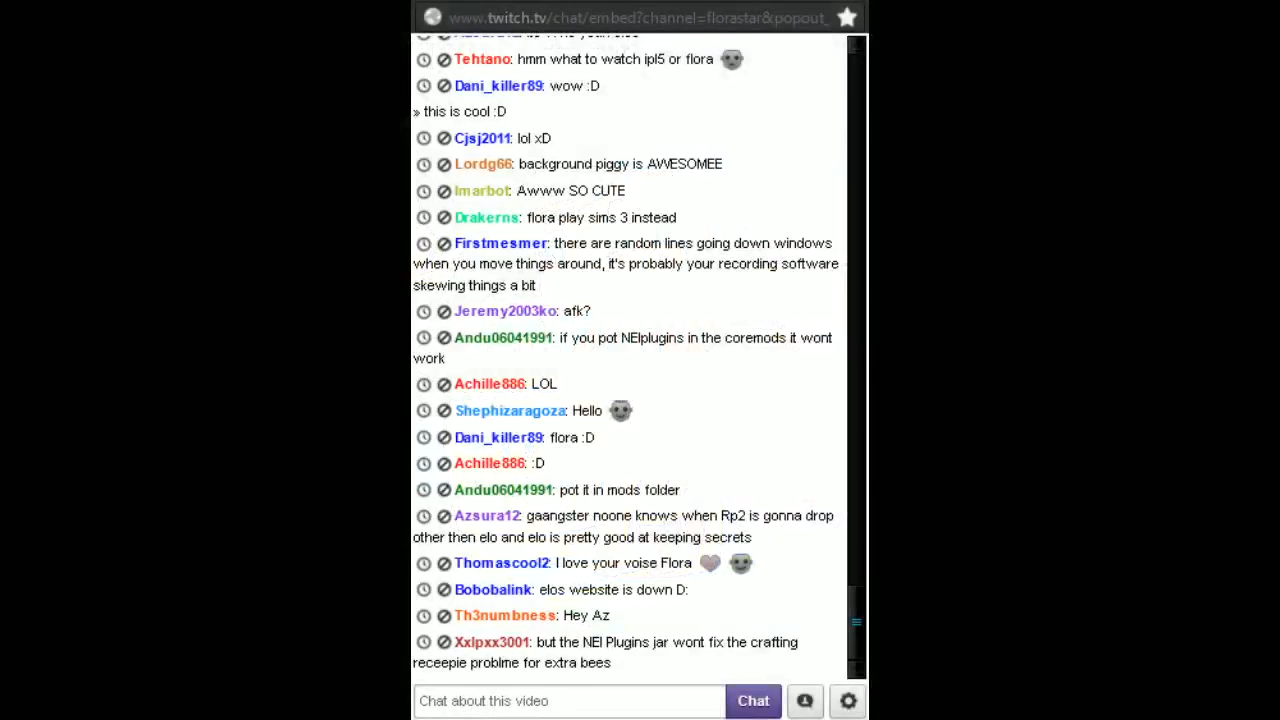 www.twitch.tv/chat/embed?channel=florastar&popout_
Tehtano: hmm what to watch ipl5 or flora
Dani_killer89: wow :D
» this is cool :D
Cjsj2011: lol xD
Lordg66: background piggy is AWESOMEE
Imarbot: Awww SO CUTE
Drakerns: flora play sims 3 instead
Firstmesmer: there are random lines going down windows
when you move things around, it's probably your recording software
skewing things a bit
Jeremy2003ko: afk?
Andu06041991: if you pot NEIplugins in the coremods it wont
work
Achille886: LOL
Shephizaragoza: Hello
Dani_killer89: flora :D
Achille886: :D
Andu06041991: pot it in mods folder
Azsura12: gaangster noone knows when Rp2 is gonna drop
other then elo and elo is pretty good at keeping secrets
Thomascool2: I love your voise Flora
Bobobalink: elos website is down D:
Th3numbness: Hey Az
Xxlpxx3001: but the NEI Plugins jar wont fix the crafting
receepie problme for extra bees
Chat about this video
Chat